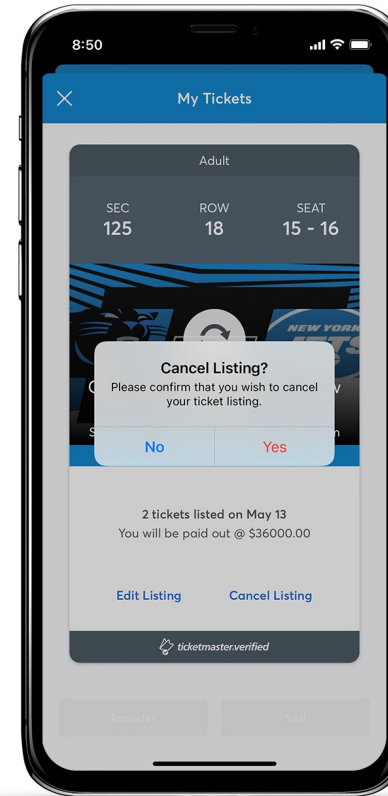 8:50
My Tickets
Adult
SEC
ROW
SEAT
125
18
15 - 16
NEW YORK
JETS
Cancel Listing?
Please confirm that you wish to cancel
your ticket listing.
No
Yes
2 tickets listed on May 13
You will be paid out @ $36000.00
Edit Listing
Cancel Listing
ticketmaster.verified
Transfer
Sell